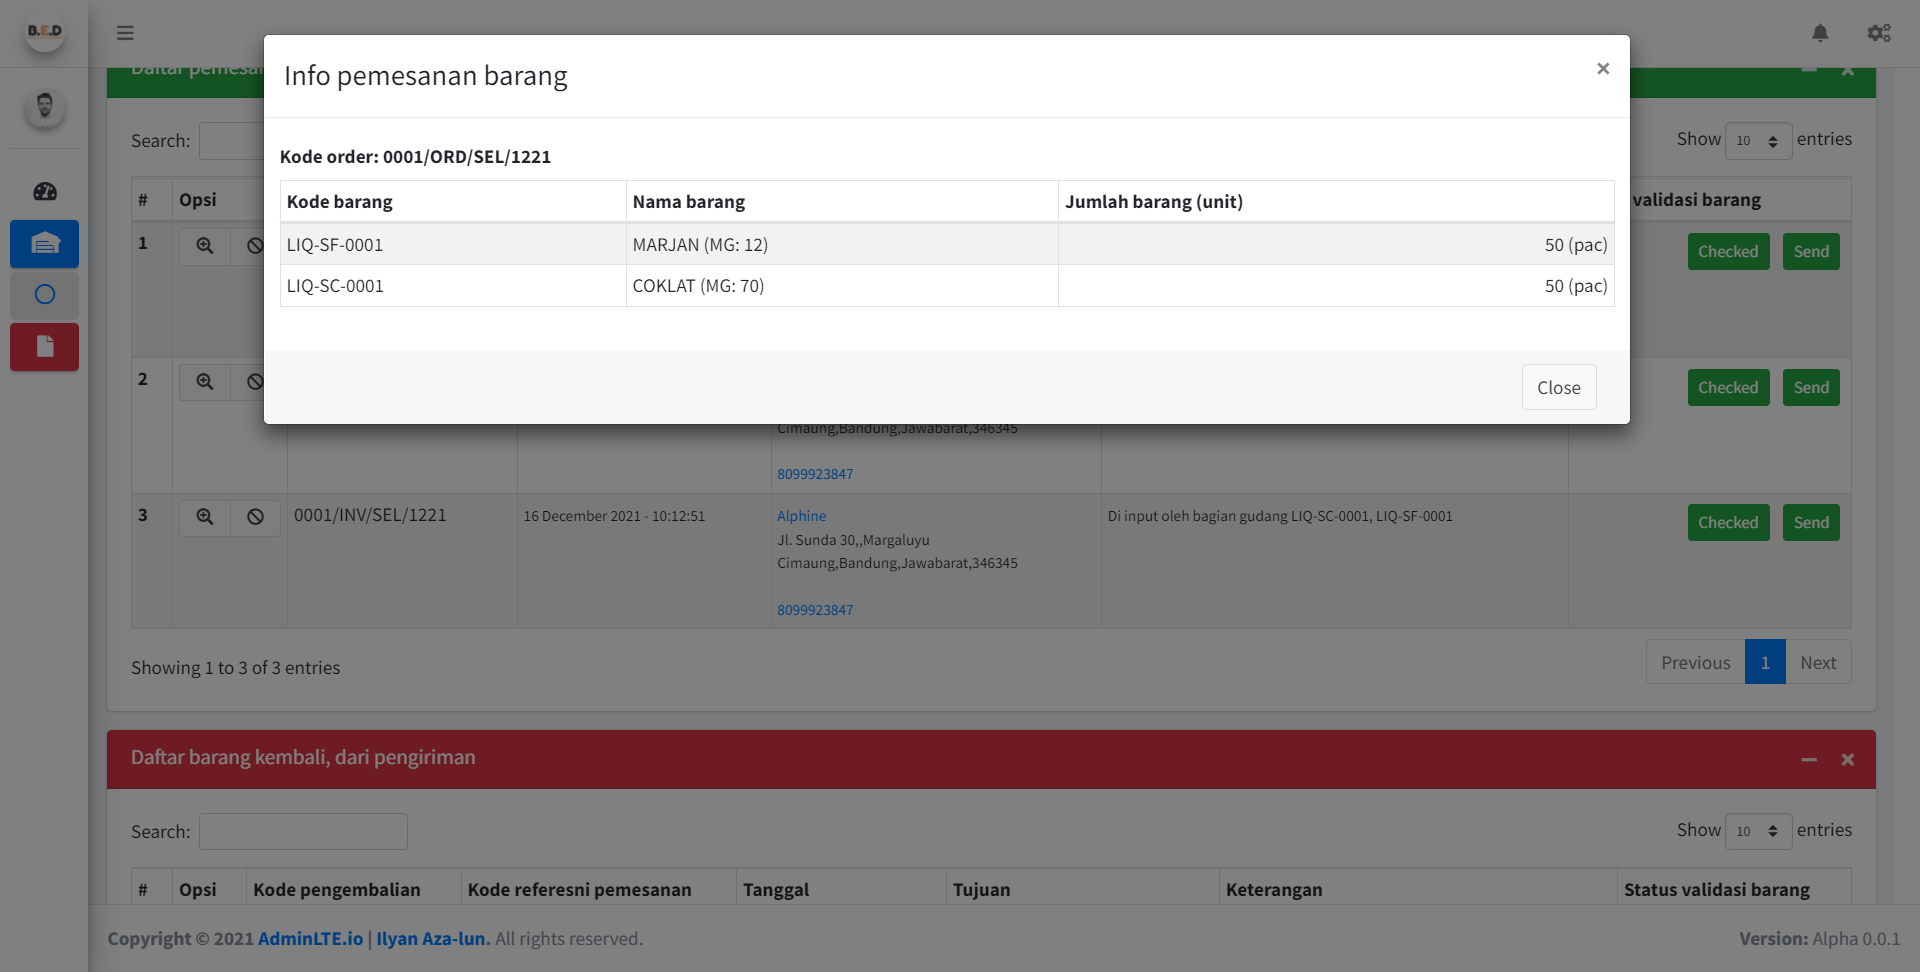 B.E.D
Info pemesanan barang
×
Kode order: 0001/ORD/SEL/1221
Kode barang Nama barang Jumlah barang (unit)
LIQ-SF-0001 MARJAN (MG: 12) 50 (pac)
LIQ-SC-0001 COKLAT (MG: 70) 50 (pac)
Close
Search: Show 10 entries
# Opsi validasi barang
1 Checked Send
2 Checked Send
Cimaung,Bandung,Jawabarat,346345
8099923847
3 0001/INV/SEL/1221 16 December 2021 - 10:12:51 Alphine Di input oleh bagian gudang LIQ-SC-0001, LIQ-SF-0001 Checked Send
Jl. Sunda 30,,Margaluyu
Cimaung,Bandung,Jawabarat,346345
8099923847
Showing 1 to 3 of 3 entries Previous 1 Next
Daftar barang kembali, dari pengiriman
Search: Show 10 entries
# Opsi Kode pengembalian Kode referesni pemesanan Tanggal Tujuan Keterangan Status validasi barang
Copyright © 2021 AdminLTE.io | Ilyan Aza-lun. All rights reserved. Version: Alpha 0.0.1